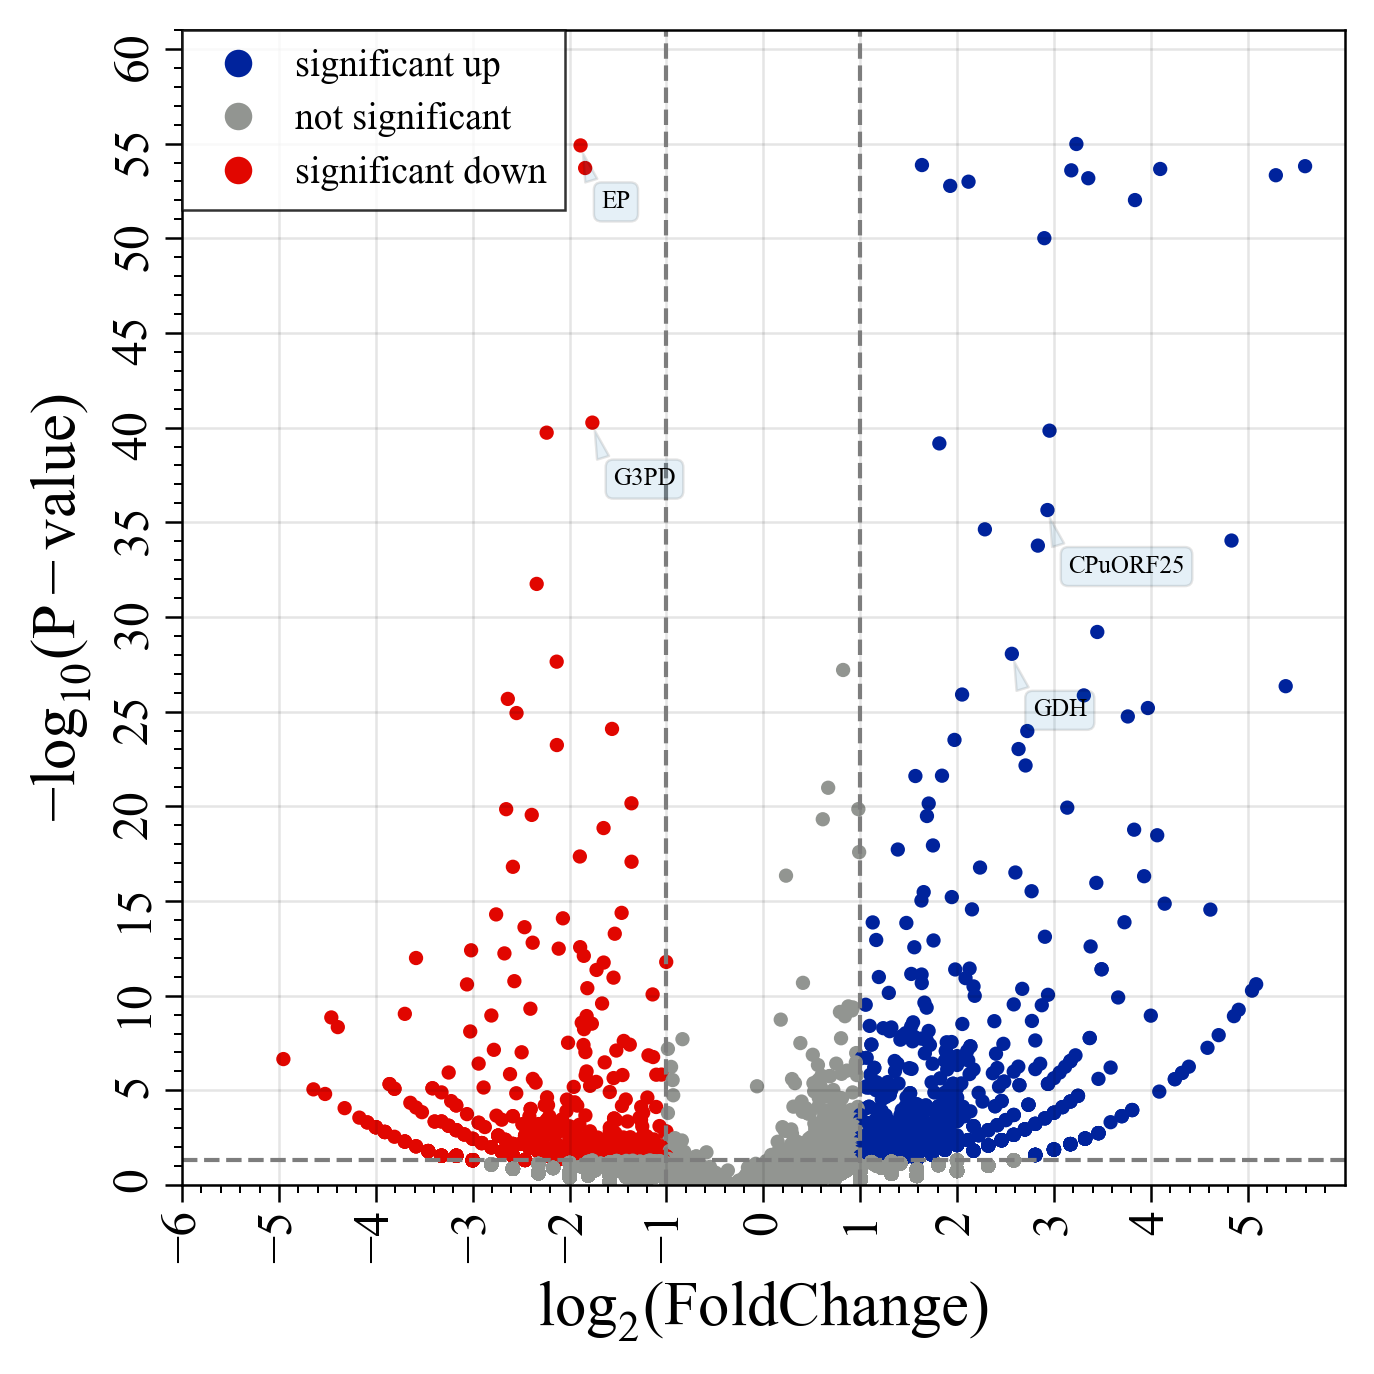 significant up
not significant
significant down
EP
G3PD
CPuORF25
GDH
−log10(P−value)
60
55
50
45
40
35
30
25
20
15
10
5
0
−6 −5 −4 −3 −2 −1 0 1 2 3 4 5
log2(FoldChange)